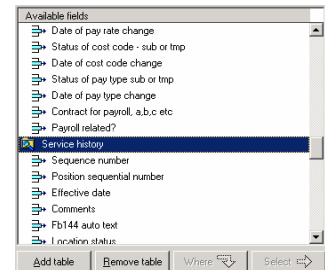 Available fields
Date of pay rate change
Status of cost code - sub or tmp
Date of cost code change
Status of pay type sub or tmp
Date of pay type change
Contract for payroll, a,b,c etc
Payroll related?
Service history
Sequence number
Position sequential number
Effective date
Comments
Fb144 auto text
Location status
Add table Remove table Where Select